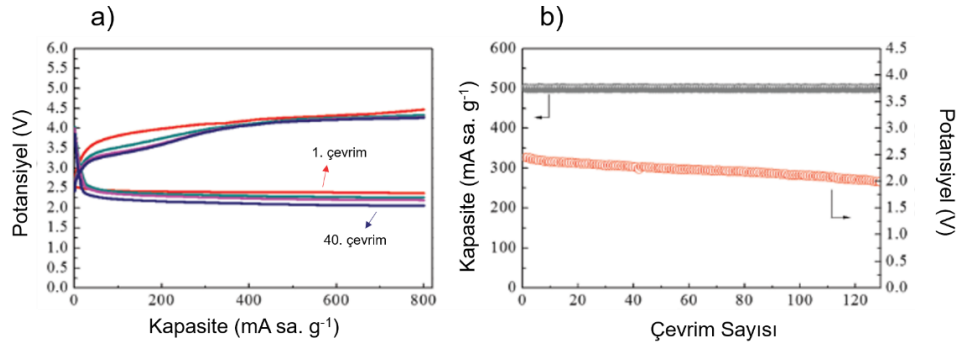 a)
Potansiyel (V)
6.0
5.5
5.0
4.5
4.0
3.5
3.0
2.5
2.0
1.5
1.0
0.5
0.0
1. çevrim
40. çevrim
0 200 400 600 800
Kapasite (mA sa. g-1)
b)
Kapasite (mA sa. g-1)
600
500
400
300
200
100
0
0 20 40 60 80 100 120
Çevrim Sayısı
4.5
4.0
3.5
3.0
2.5
2.0
1.5
1.0
0.5
0.0
Potansiyel (V)